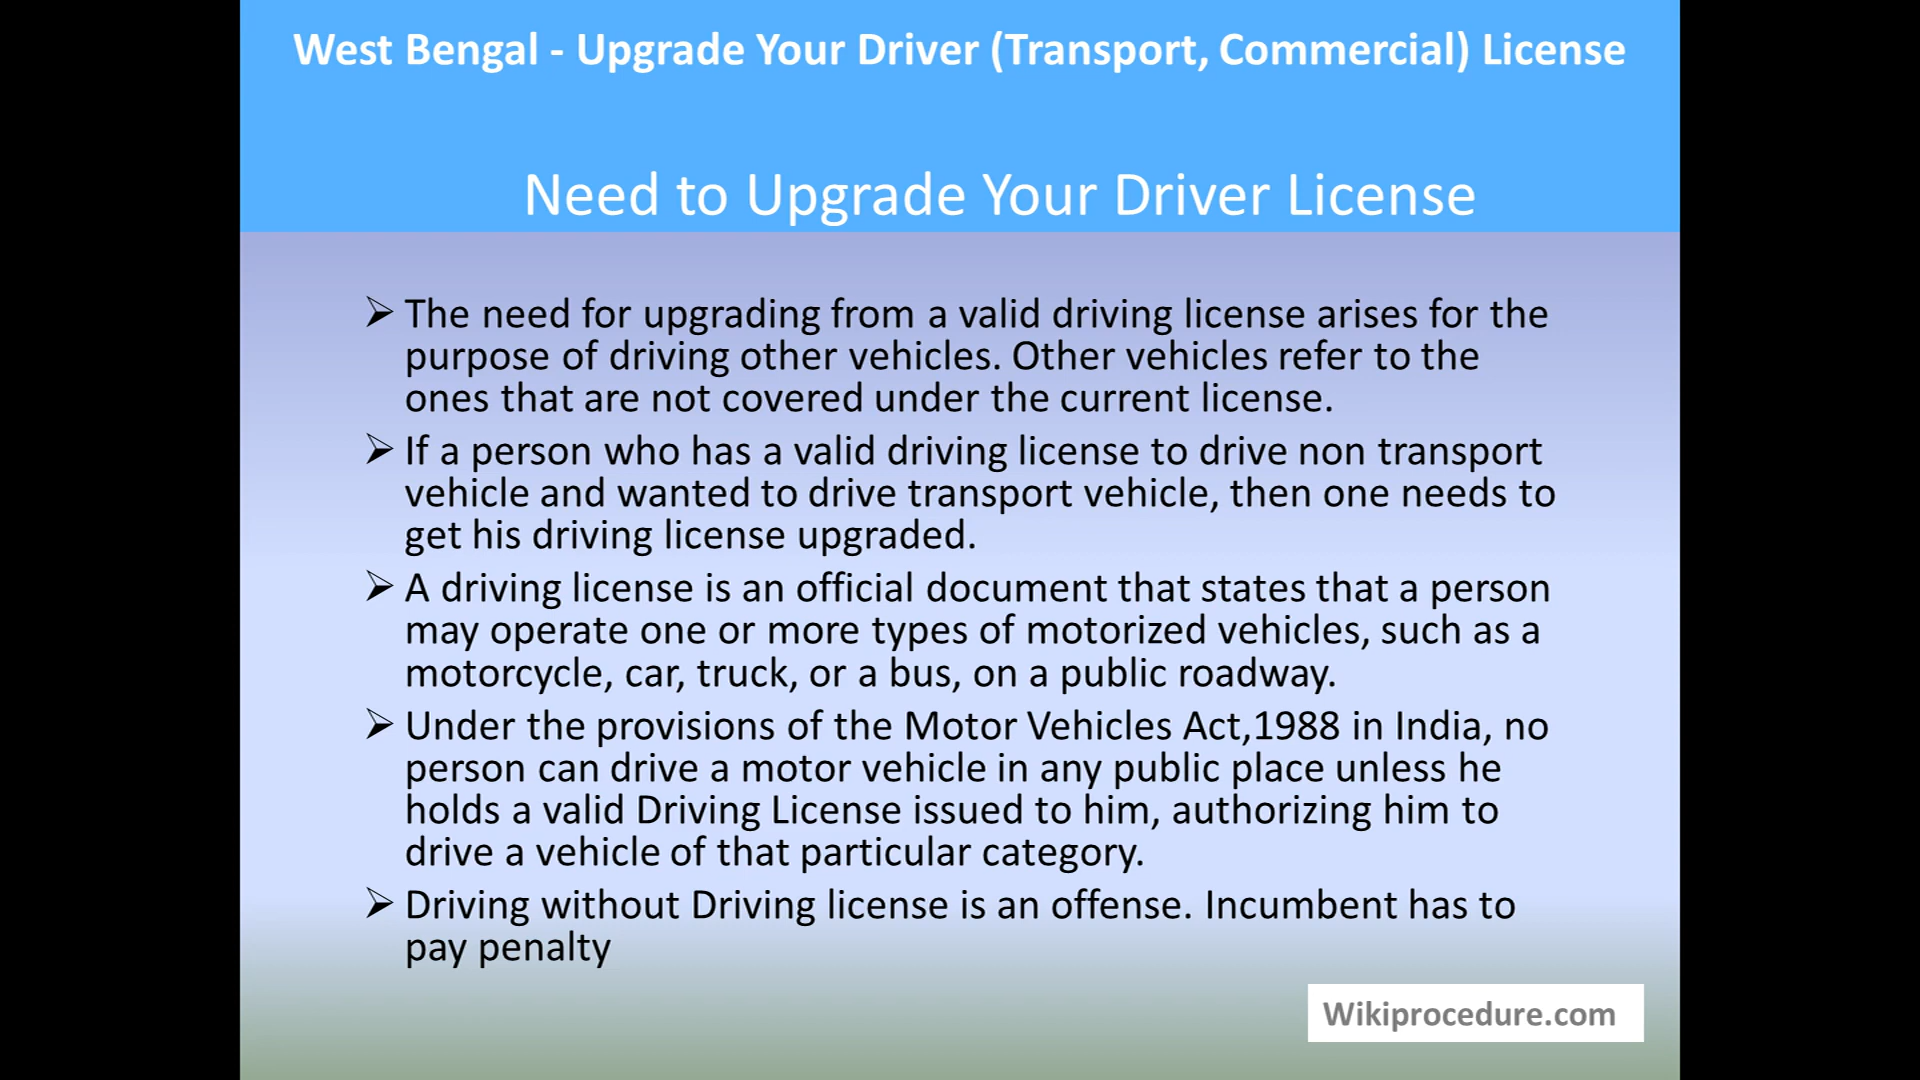 West Bengal - Upgrade Your Driver (Transport, Commercial) License
Need to Upgrade Your Driver License
➢ The need for upgrading from a valid driving license arises for the
purpose of driving other vehicles. Other vehicles refer to the
ones that are not covered under the current license.
➢ If a person who has a valid driving license to drive non transport
vehicle and wanted to drive transport vehicle, then one needs to
get his driving license upgraded.
➢ A driving license is an official document that states that a person
may operate one or more types of motorized vehicles, such as a
motorcycle, car, truck, or a bus, on a public roadway.
➢ Under the provisions of the Motor Vehicles Act,1988 in India, no
person can drive a motor vehicle in any public place unless he
holds a valid Driving License issued to him, authorizing him to
drive a vehicle of that particular category.
➢ Driving without Driving license is an offense. Incumbent has to
pay penalty
Wikiprocedure.com